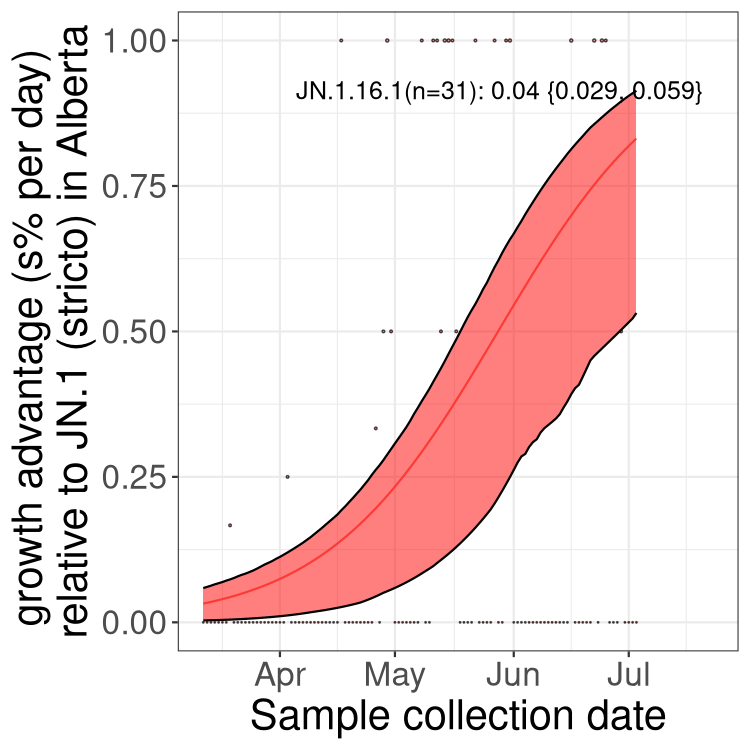 growth advantage (s% per day)
relative to JN.1 (stricto) in Alberta
1.00
0.75
0.50
0.25
0.00
JN.1.16.1(n=31): 0.04 {0.029, 0.059}
Apr May Jun Jul
Sample collection date